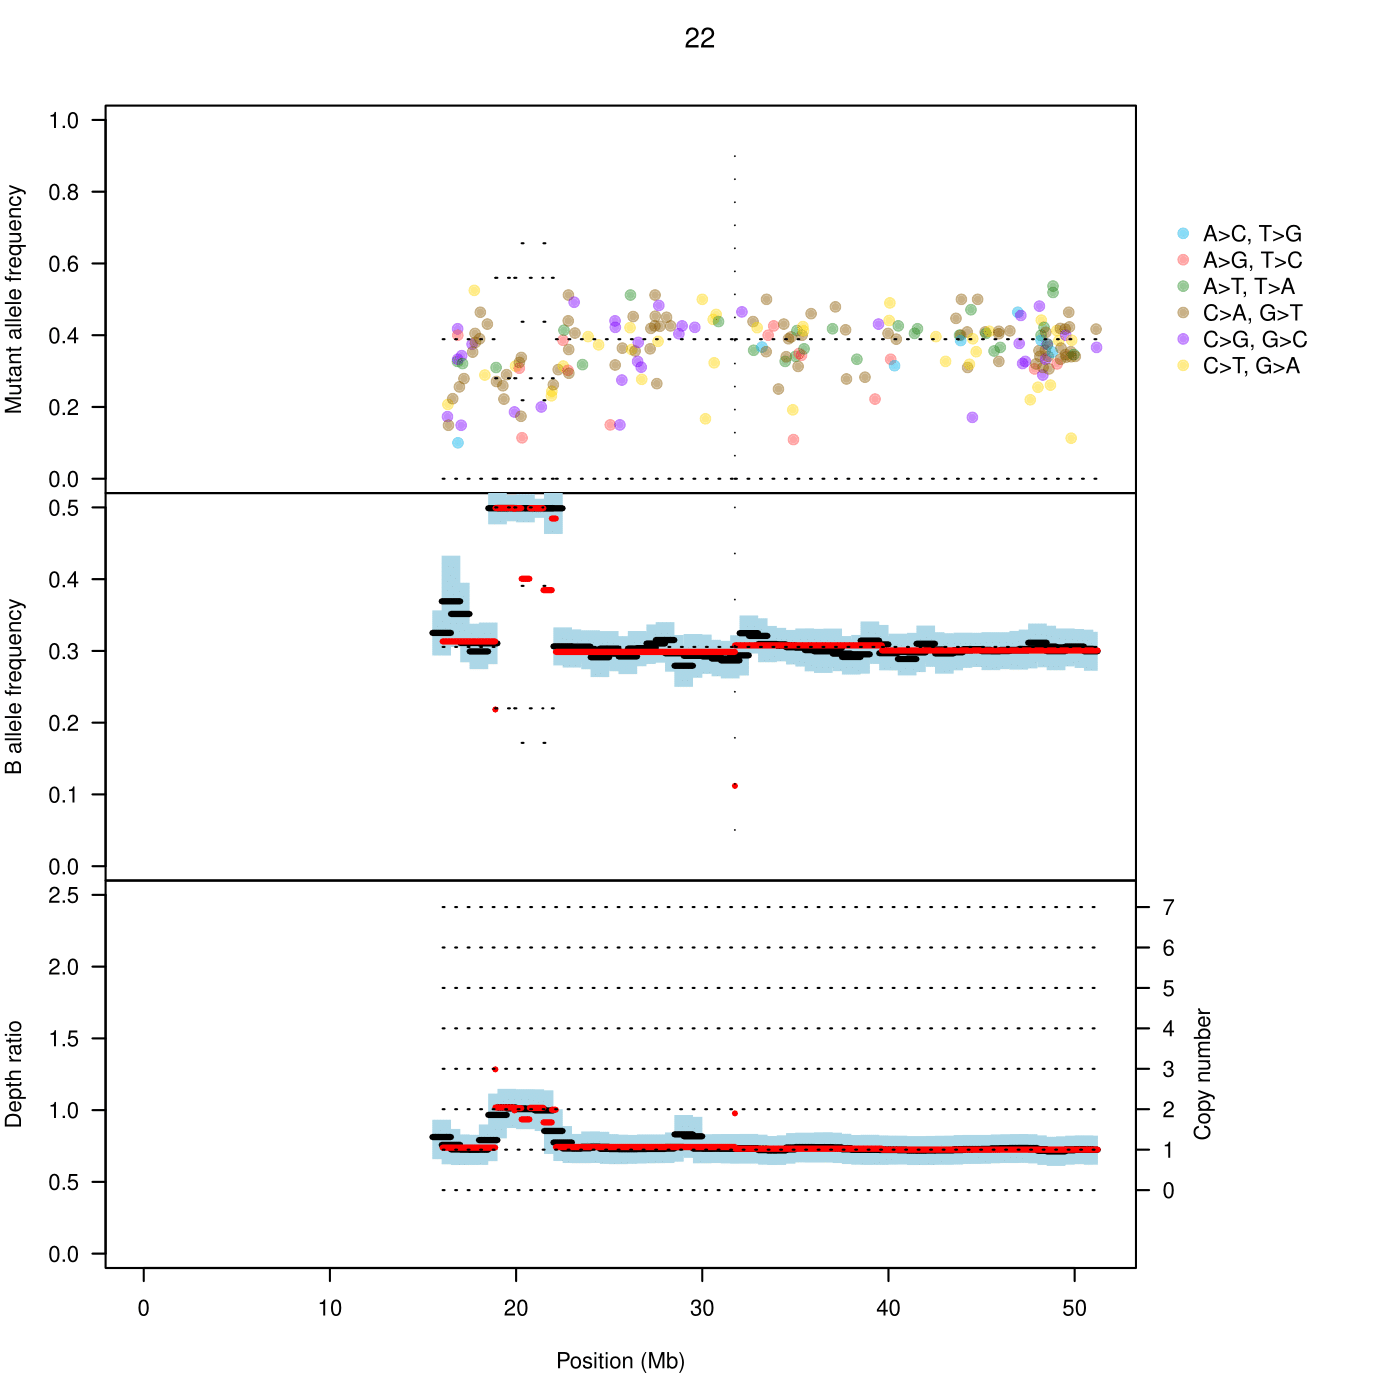 22
Mutant allele frequency
1.0
0.8
0.6
0.4
0.2
0.0
A>C, T>G
A>G, T>C
A>T, T>A
C>A, G>T
C>G, G>C
C>T, G>A
B allele frequency
0.5
0.4
0.3
0.2
0.1
0.0
Depth ratio
2.5
2.0
1.5
1.0
0.5
0.0
7
6
5
4
3
2
1
0
Copy number
0 10 20 30 40 50
Position (Mb)